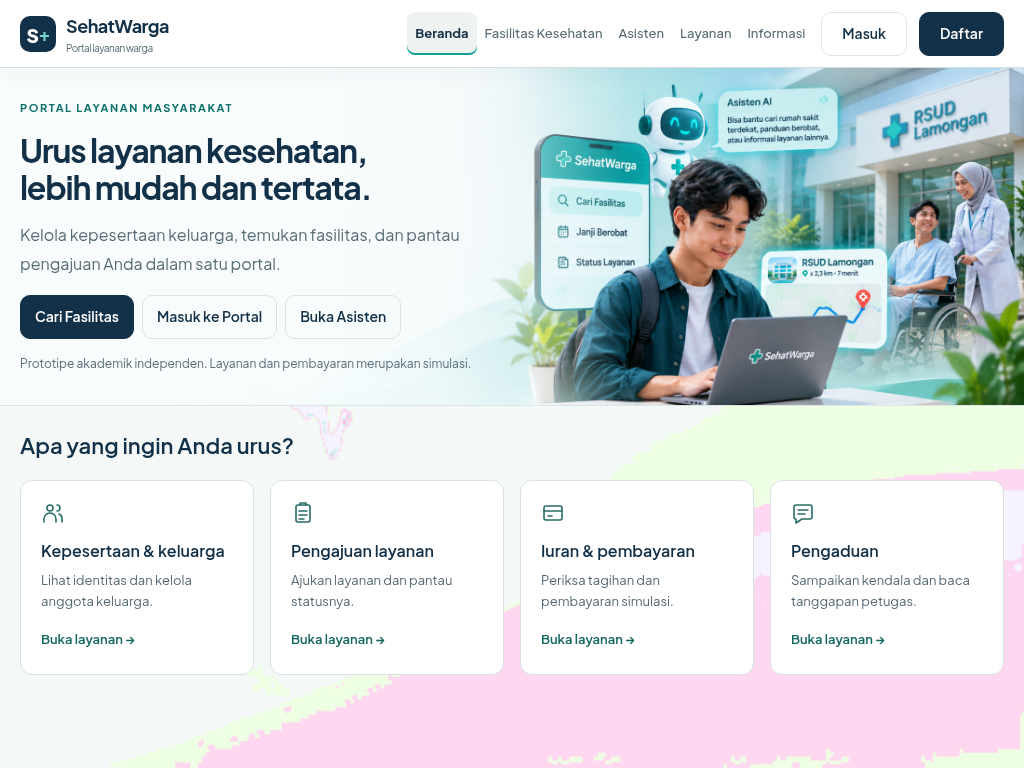 S+
SehatWarga
Portal layanan warga
Beranda
Fasilitas Kesehatan
Asisten
Layanan
Informasi
Masuk
Daftar
PORTAL LAYANAN MASYARAKAT
Urus layanan kesehatan,
lebih mudah dan tertata.
Kelola kepesertaan keluarga, temukan fasilitas, dan pantau
pengajuan Anda dalam satu portal.
Cari Fasilitas
Masuk ke Portal
Buka Asisten
Prototipe akademik independen. Layanan dan pembayaran merupakan simulasi.
SehatWarga
Cari Fasilitas
Janji Berobat
Status Layanan
Asisten AI
Bisa bantu cari rumah sakit
terdekat, panduan berobat,
atau informasi layanan lainnya.
RSUD
Lamongan
RSUD Lamongan
± 2,3 km • 7 menit
SehatWarga
Apa yang ingin Anda urus?
Kepesertaan & keluarga
Lihat identitas dan kelola
anggota keluarga.
Buka layanan →
Pengajuan layanan
Ajukan layanan dan pantau
statusnya.
Buka layanan →
Iuran & pembayaran
Periksa tagihan dan
pembayaran simulasi.
Buka layanan →
Pengaduan
Sampaikan kendala dan baca
tanggapan petugas.
Buka layanan →